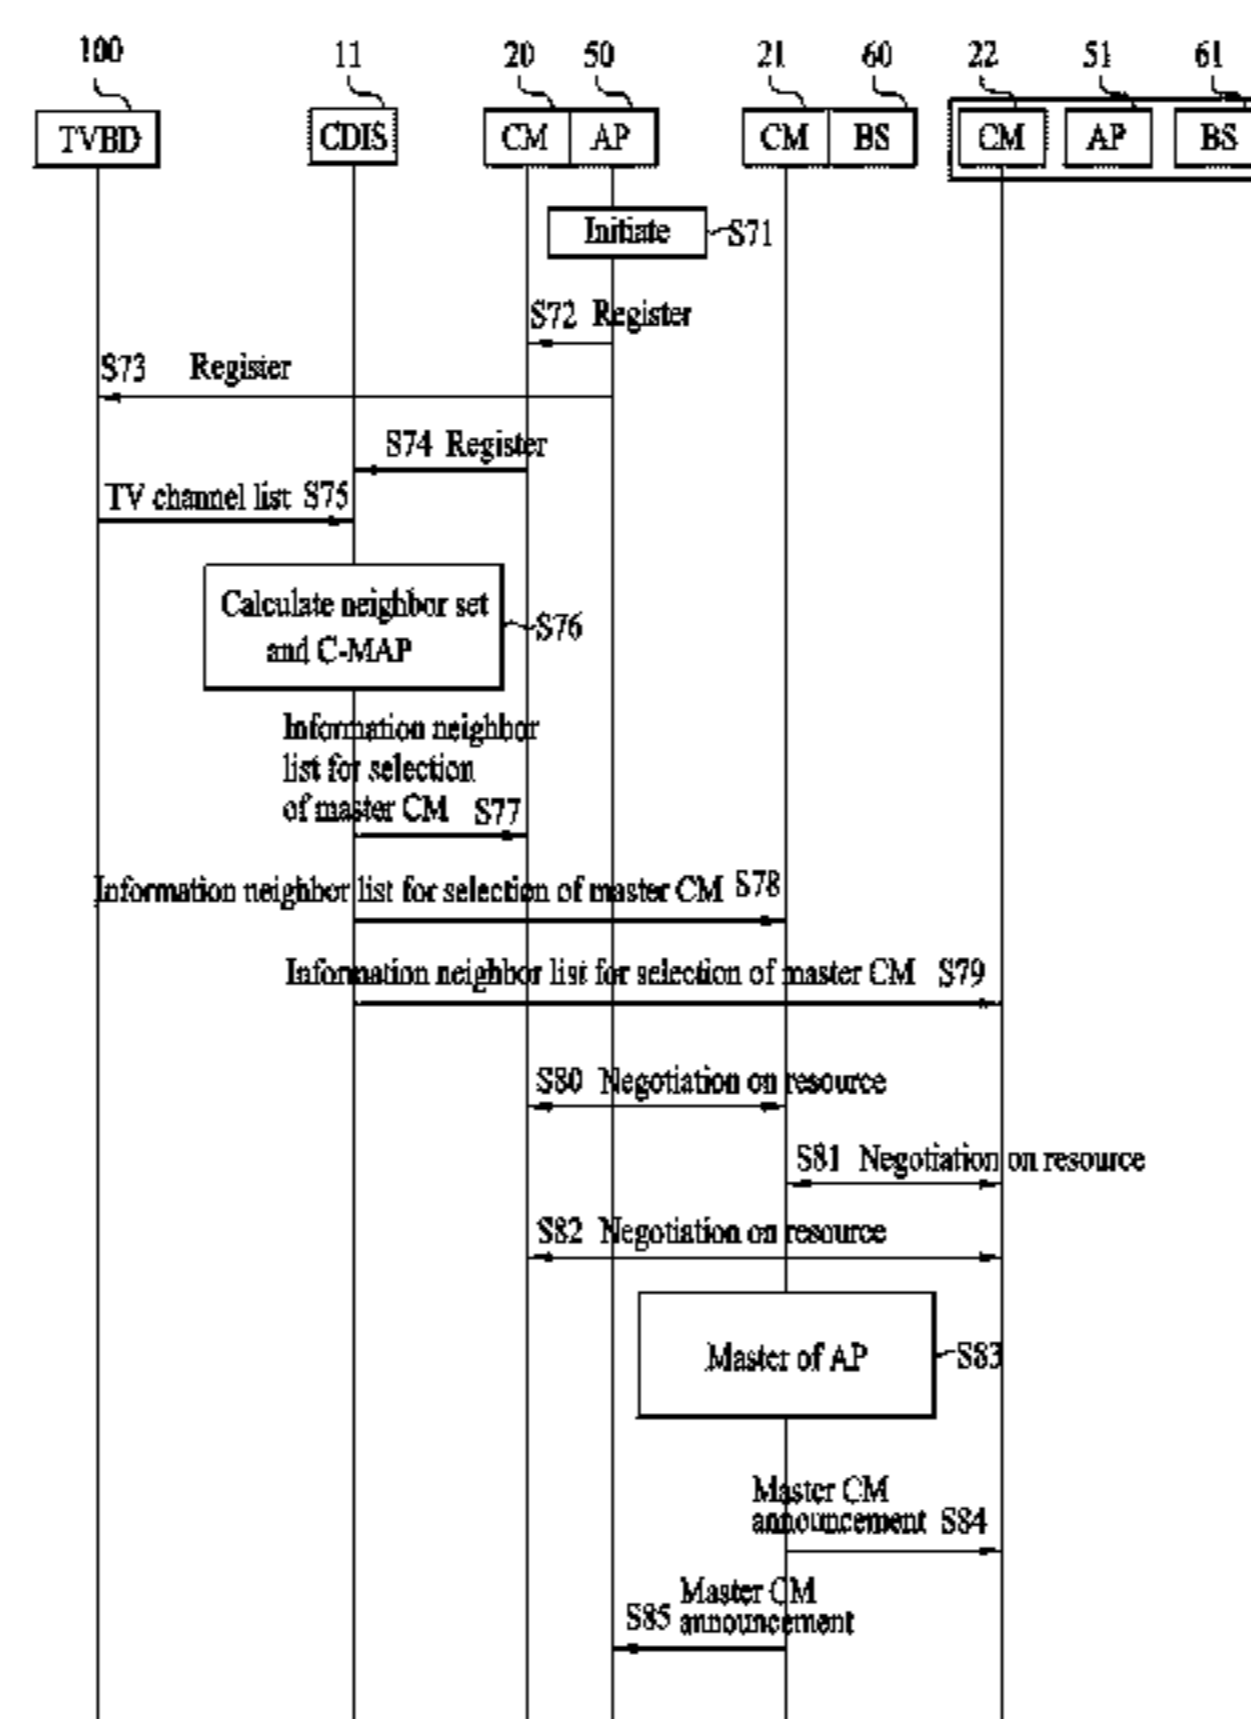 100 11 20 50 21 60 22 51 61
TVBD CDIS CM AP CM BS CM AP BS
Initiate S71
S72 Register
S73 Register
S74 Register
TV channel list S75
Calculate neighbor set
and C-MAP
S76
Information neighbor
list for selection
of master CM S77
Information neighbor list for selection of master CM S78
Information neighbor list for selection of master CM S79
S80 Negotiation on resource
S81 Negotiation on resource
S82 Negotiation on resource
Master of AP S83
Master CM
announcement S84
Master CM
S85 announcement